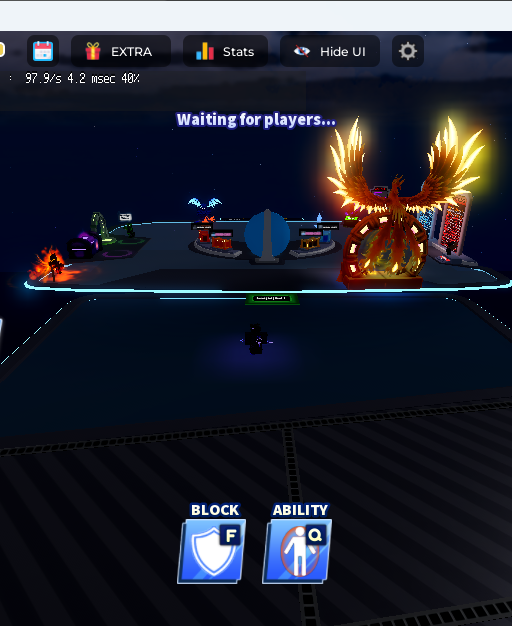 EXTRA
Stats
Hide UI
: 97.9/s 4.2 msec 40%
Waiting for players...
BLOCK
ABILITY
F
Q